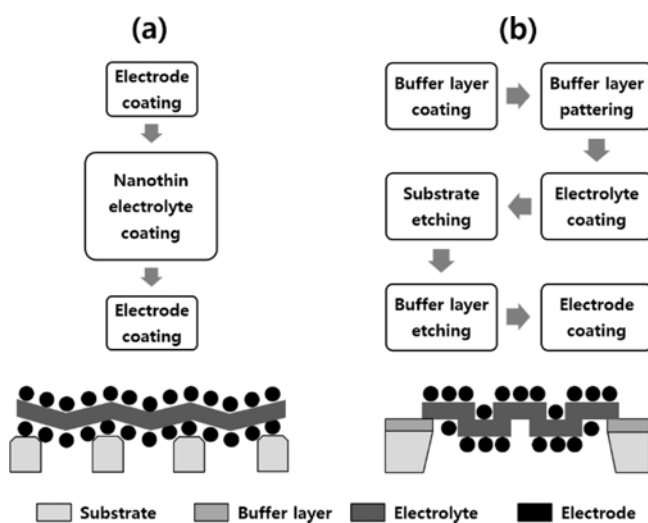 (a)
Electrode
coating
Nanothin
electrolyte
coating
Electrode
coating
(b)
Buffer layer
coating
Buffer layer
pattering
Electrolyte
coating
Substrate
etching
Buffer layer
etching
Electrode
coating
Substrate
Buffer layer
Electrolyte
Electrode